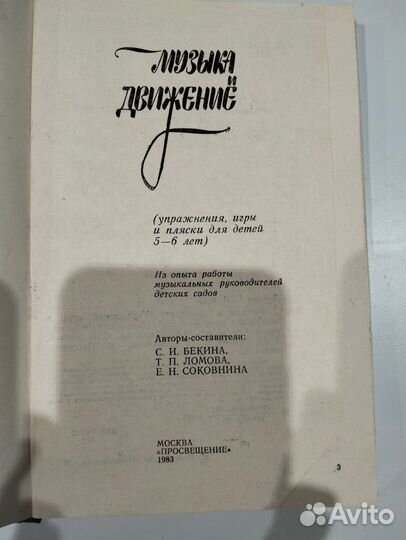 МУЗЫКА
И
ДВИЖЕНИЕ
(упражнения, игры
и пляски для детей
5—6 лет)
Из опыта работы
музыкальных руководителей
детских садов
Авторы-составители:
С. И. БЕКИНА,
Т. П. ЛОМОВА,
Е. Н. СОКОВНИНА
МОСКВА
«ПРОСВЕЩЕНИЕ»
1983
3
Avito